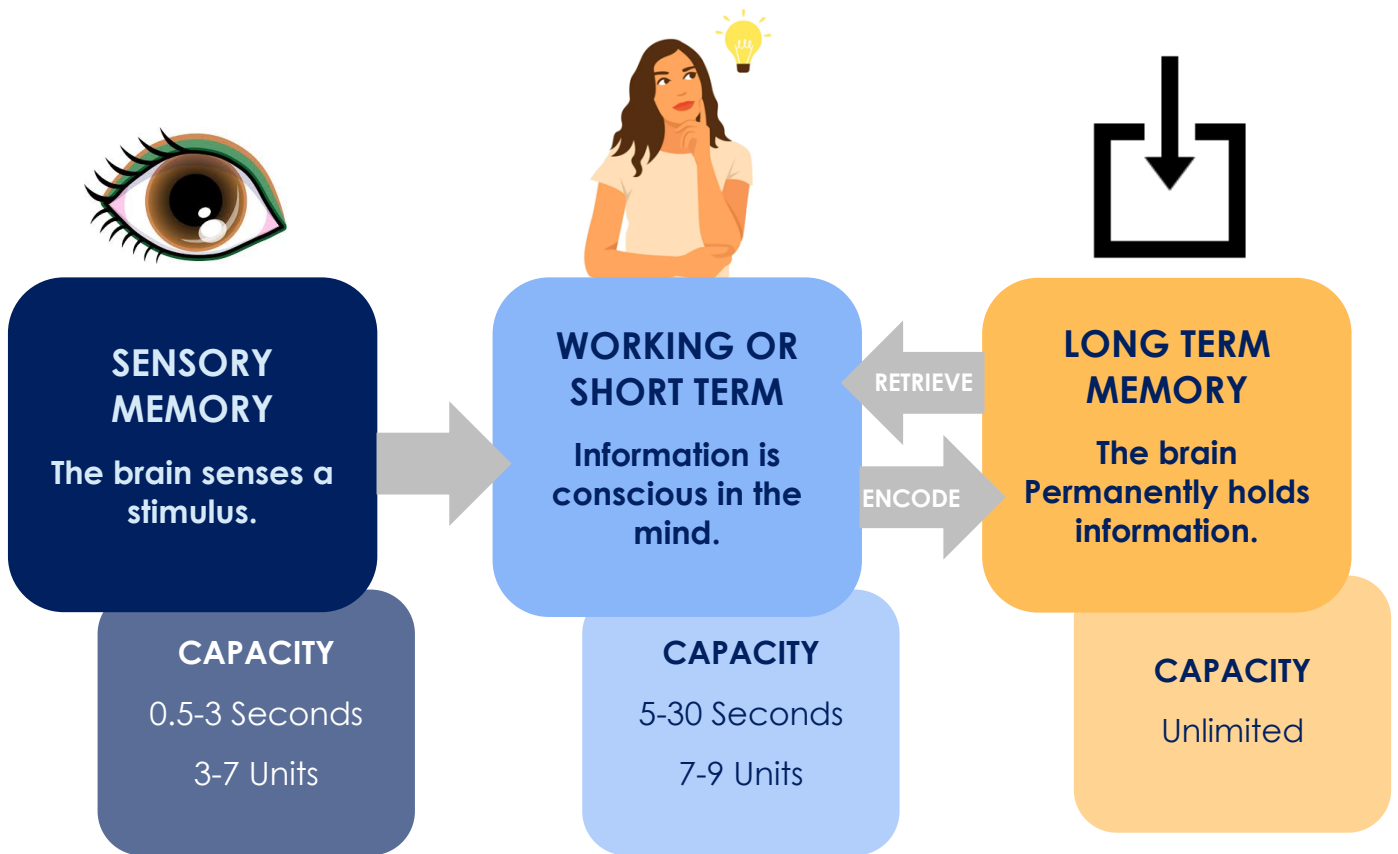 SENSORY
MEMORY
The brain senses a
stimulus.
CAPACITY
0.5-3 Seconds
3-7 Units
WORKING OR
SHORT TERM
Information is
conscious in the
mind.
CAPACITY
5-30 Seconds
7-9 Units
RETRIEVE
ENCODE
LONG TERM
MEMORY
The brain
Permanently holds
information.
CAPACITY
Unlimited